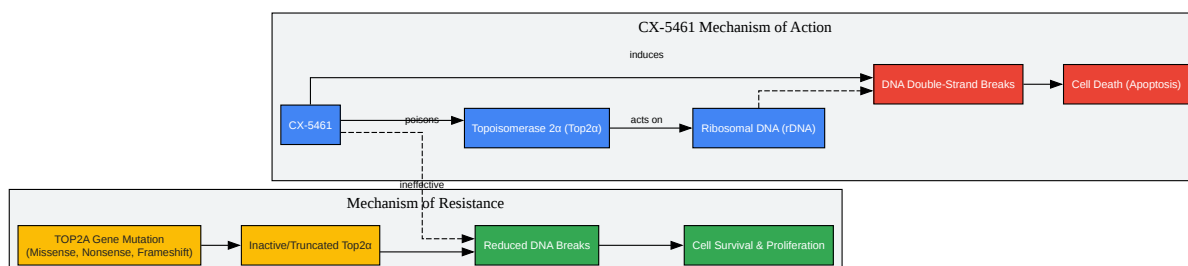 CX-5461 Mechanism of Action
induces
DNA Double-Strand Breaks
Cell Death (Apoptosis)
CX-5461
poisons
Topoisomerase 2α (Top2α)
acts on
Ribosomal DNA (rDNA)
ineffective
Mechanism of Resistance
TOP2A Gene Mutation
(Missense, Nonsense, Frameshift)
Inactive/Truncated Top2α
Reduced DNA Breaks
Cell Survival & Proliferation